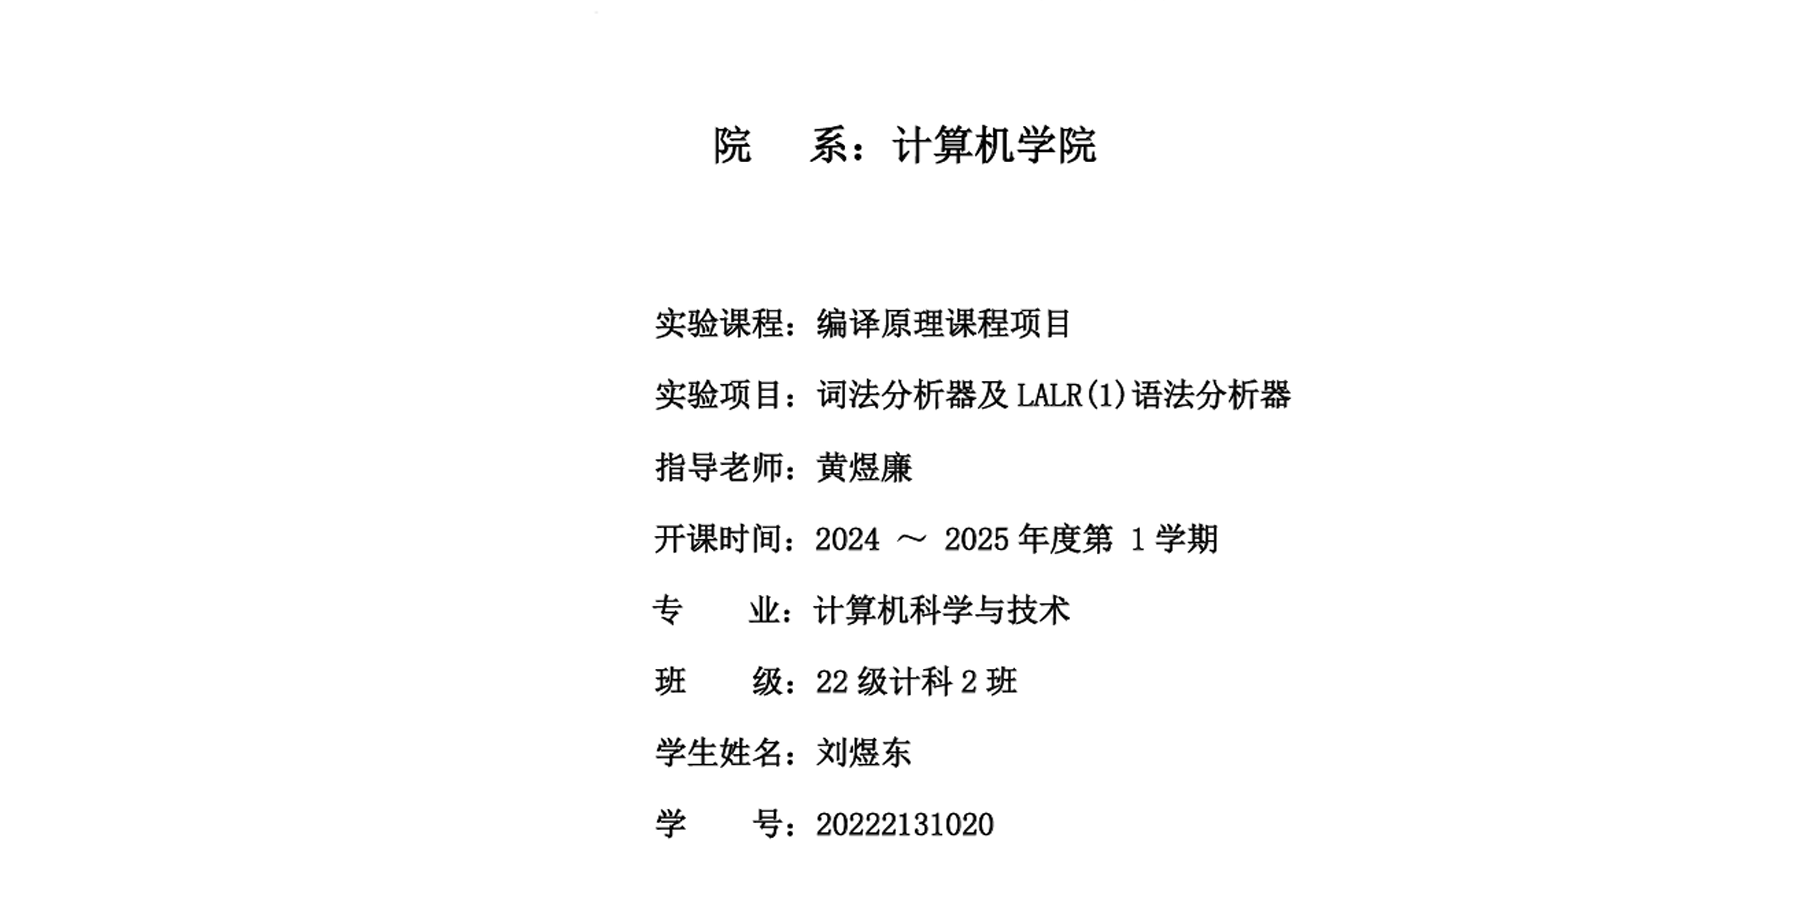 院 系：计算机学院
实验课程：编译原理课程项目
实验项目：词法分析器及 LALR(1)语法分析器
指导老师：黄煜廉
开课时间：2024 ～ 2025 年度第 1 学期
专 业：计算机科学与技术
班 级：22 级计科 2 班
学生姓名：刘煜东
学 号：20222131020